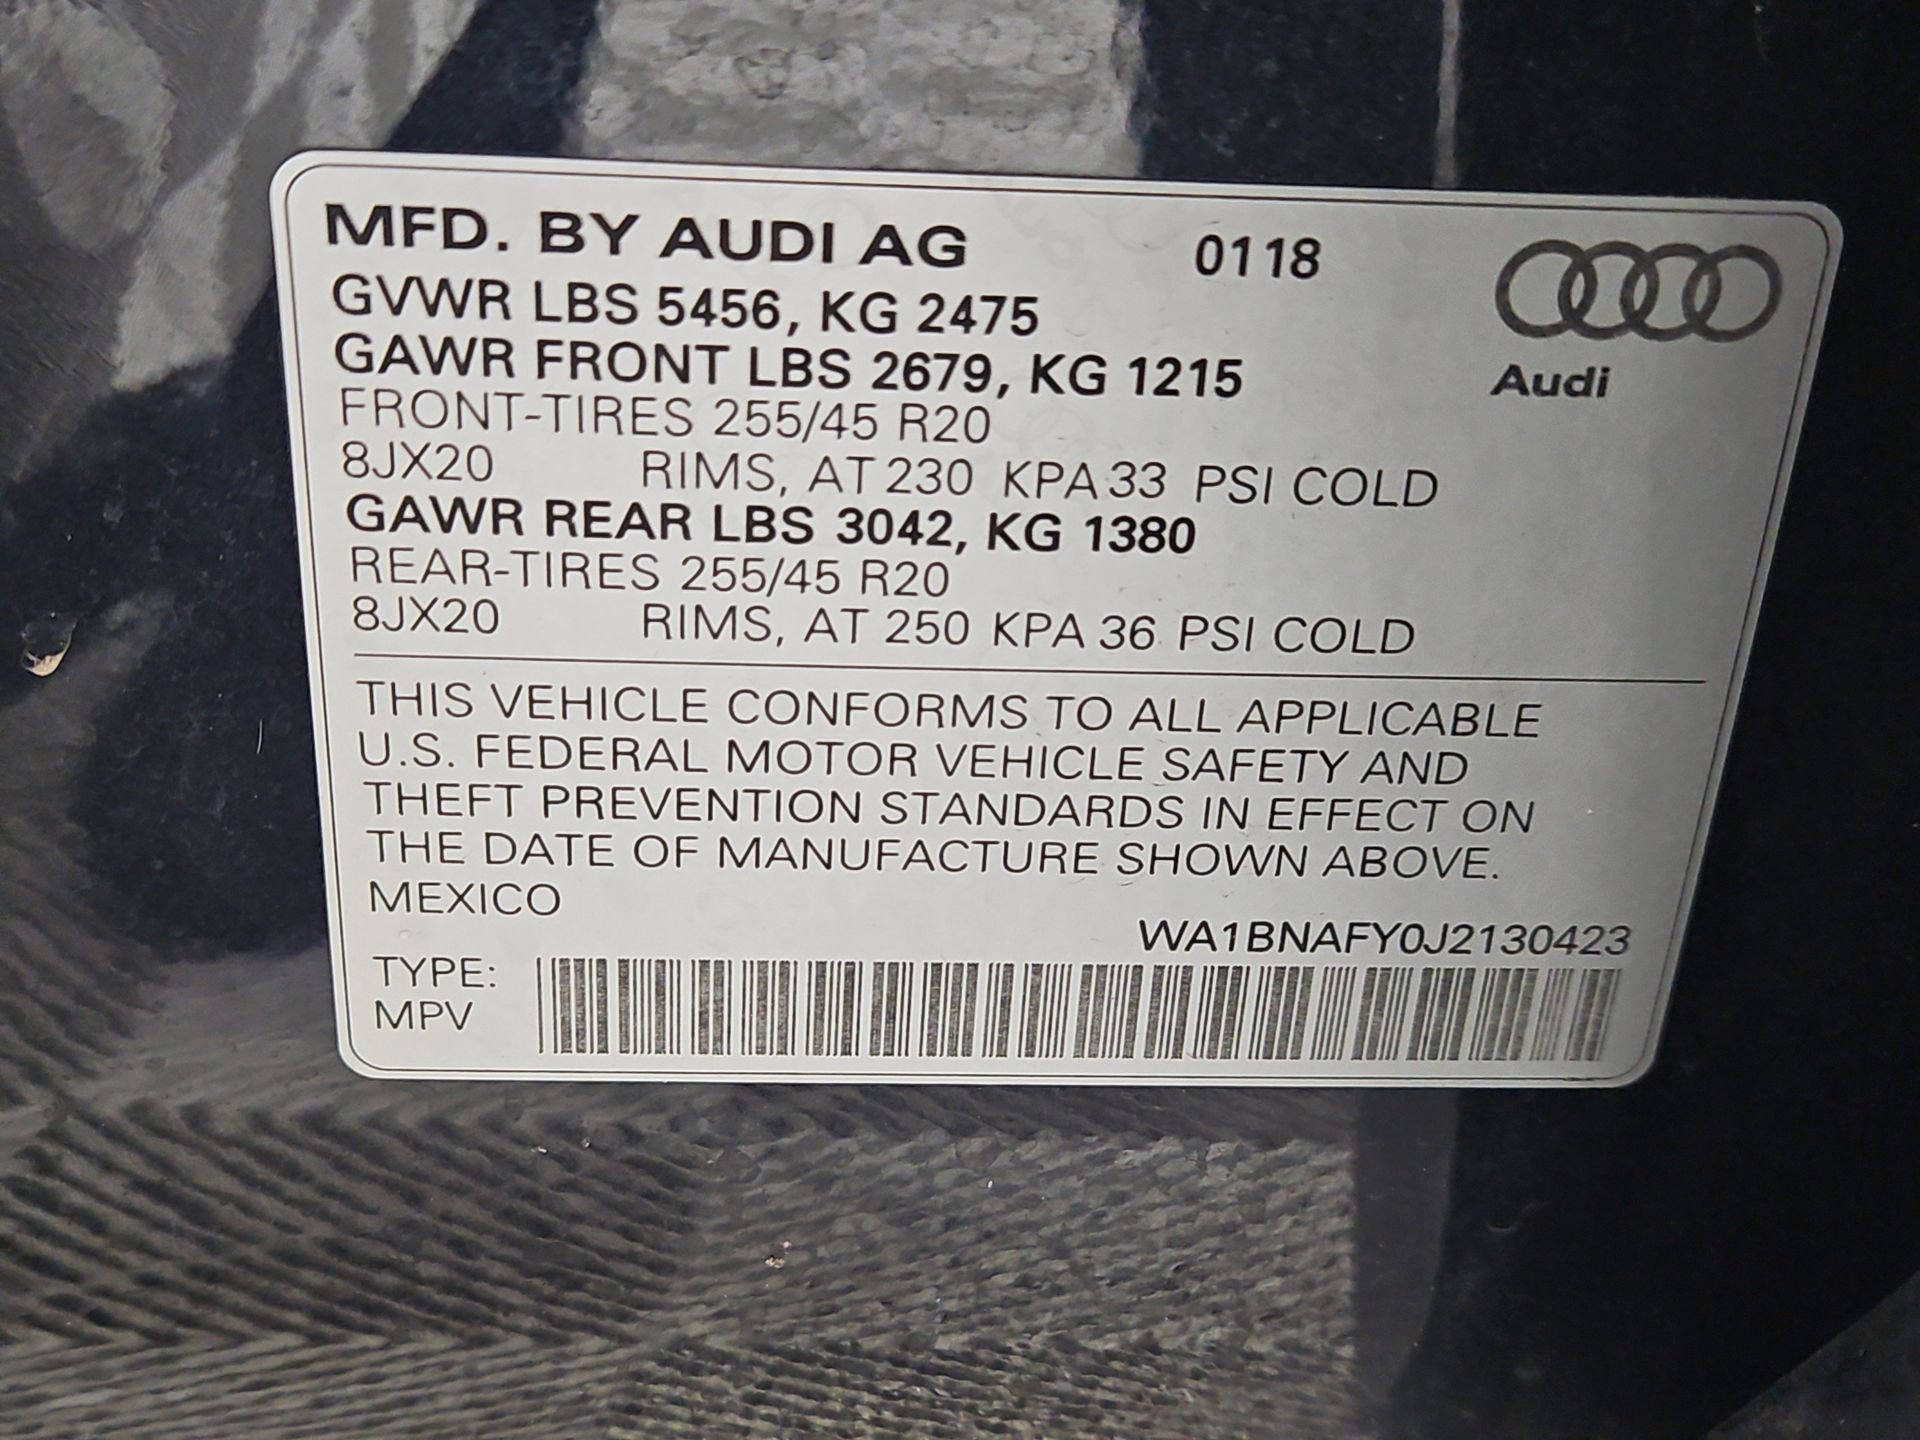 MFD. BY AUDI AG 0118
GVWR LBS 5456, KG 2475
GAWR FRONT LBS 2679, KG 1215
Audi
FRONT-TIRES 255/45 R20
8JX20 RIMS, AT 230 KPA 33 PSI COLD
GAWR REAR LBS 3042, KG 1380
REAR-TIRES 255/45 R20
8JX20 RIMS, AT 250 KPA 36 PSI COLD
THIS VEHICLE CONFORMS TO ALL APPLICABLE
U.S. FEDERAL MOTOR VEHICLE SAFETY AND
THEFT PREVENTION STANDARDS IN EFFECT ON
THE DATE OF MANUFACTURE SHOWN ABOVE.
MEXICO
WA1BNAFY0J2130423
TYPE:
MPV